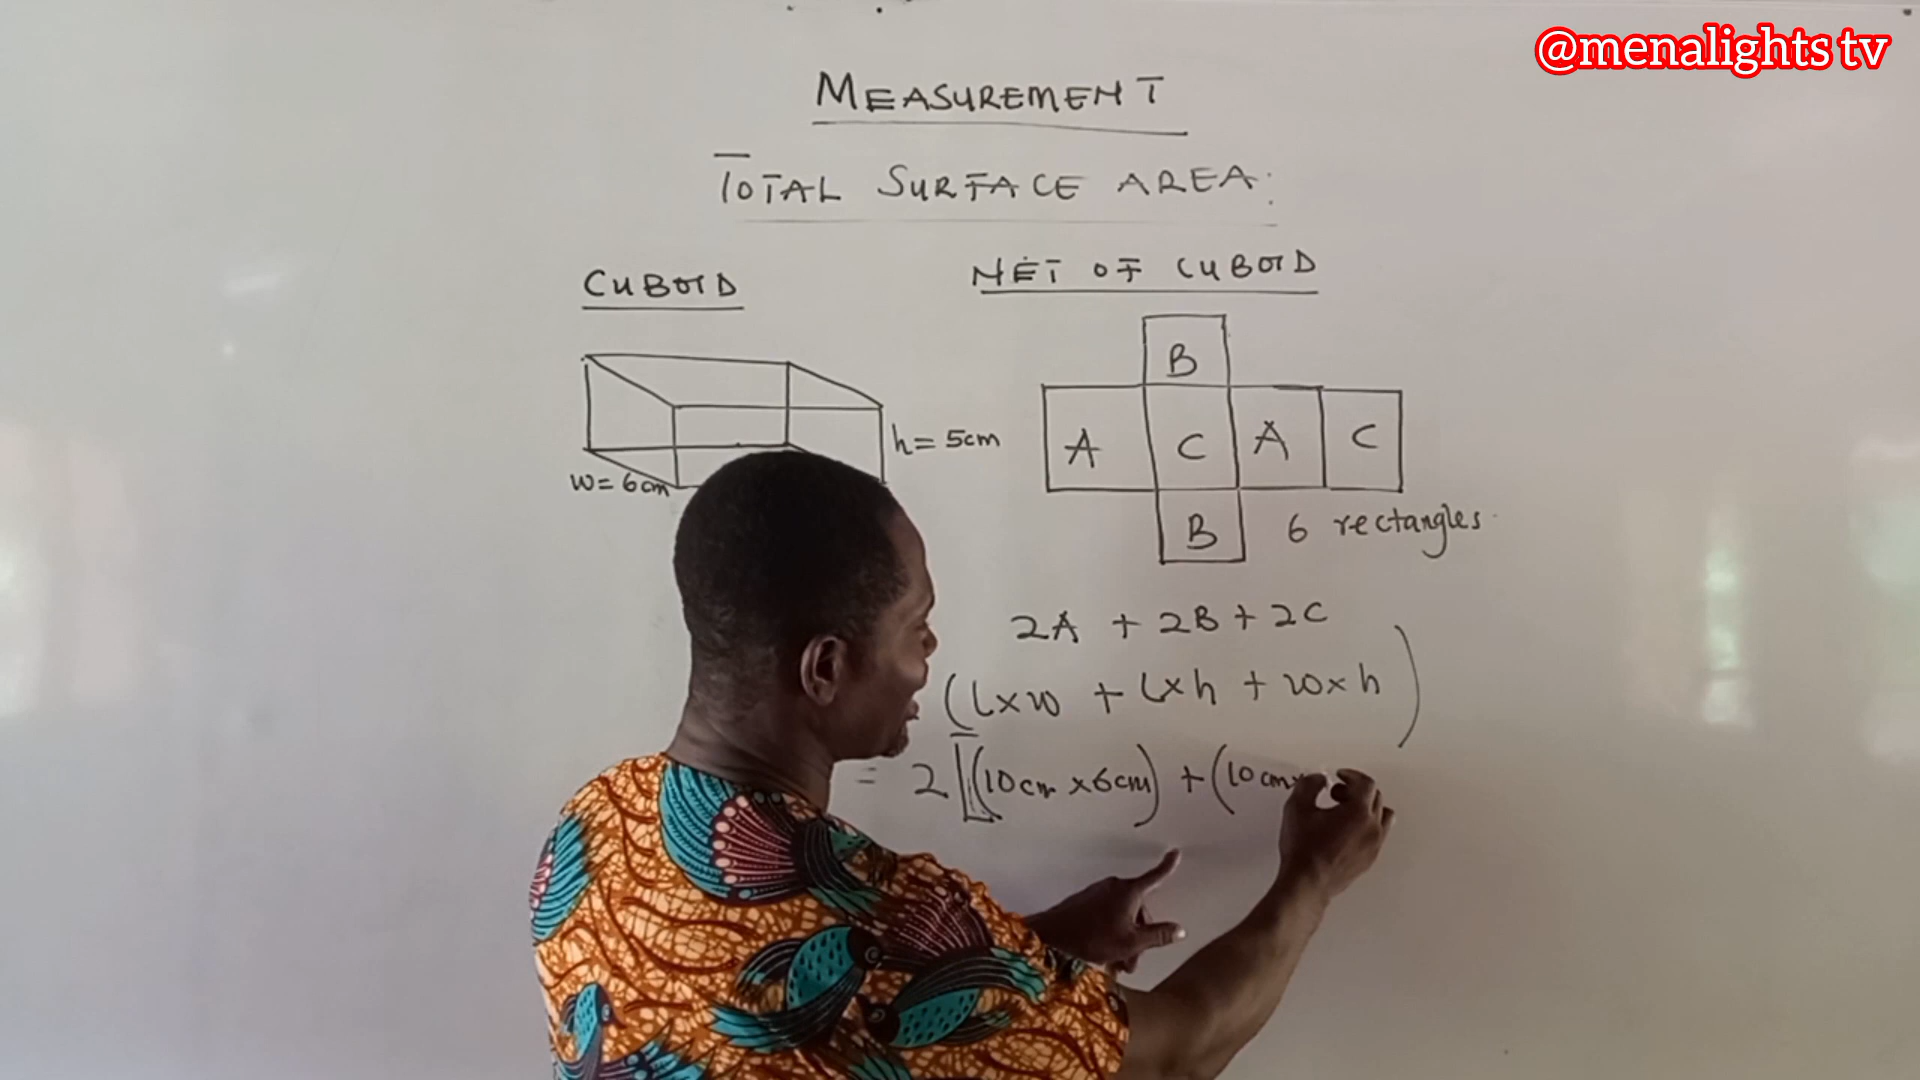 @menalights tv
MEASUREMENT
TOTAL SURFACE AREA:
CUBOID
NET OF CUBOID
B
A C A C
h = 5cm
w = 6cm
B
6 rectangles
2A + 2B + 2C
(l×w + l×h + w×h)
= 2[(10cm ×6cm) + (10cm×